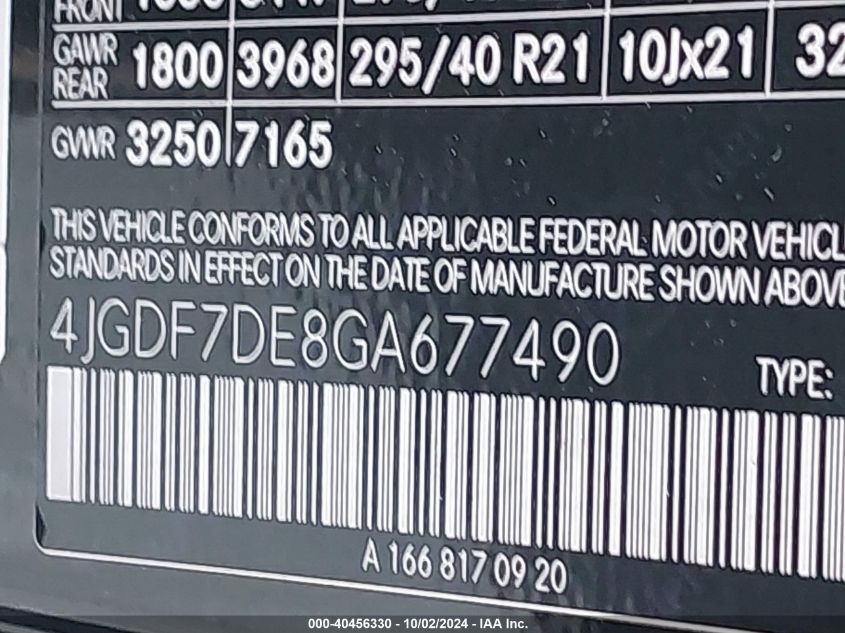 FRONT
GAWR
REAR 1800 3968 295/40 R21 10Jx21 32
GVWR 3250 7165
THIS VEHICLE CONFORMS TO ALL APPLICABLE FEDERAL MOTOR VEHICL
STANDARDS IN EFFECT ON THE DATE OF MANUFACTURE SHOWN ABOVE
4JGDF7DE8GA677490
TYPE:
A 166 817 09 20
000-40456330 - 10/02/2024 - IAA Inc.